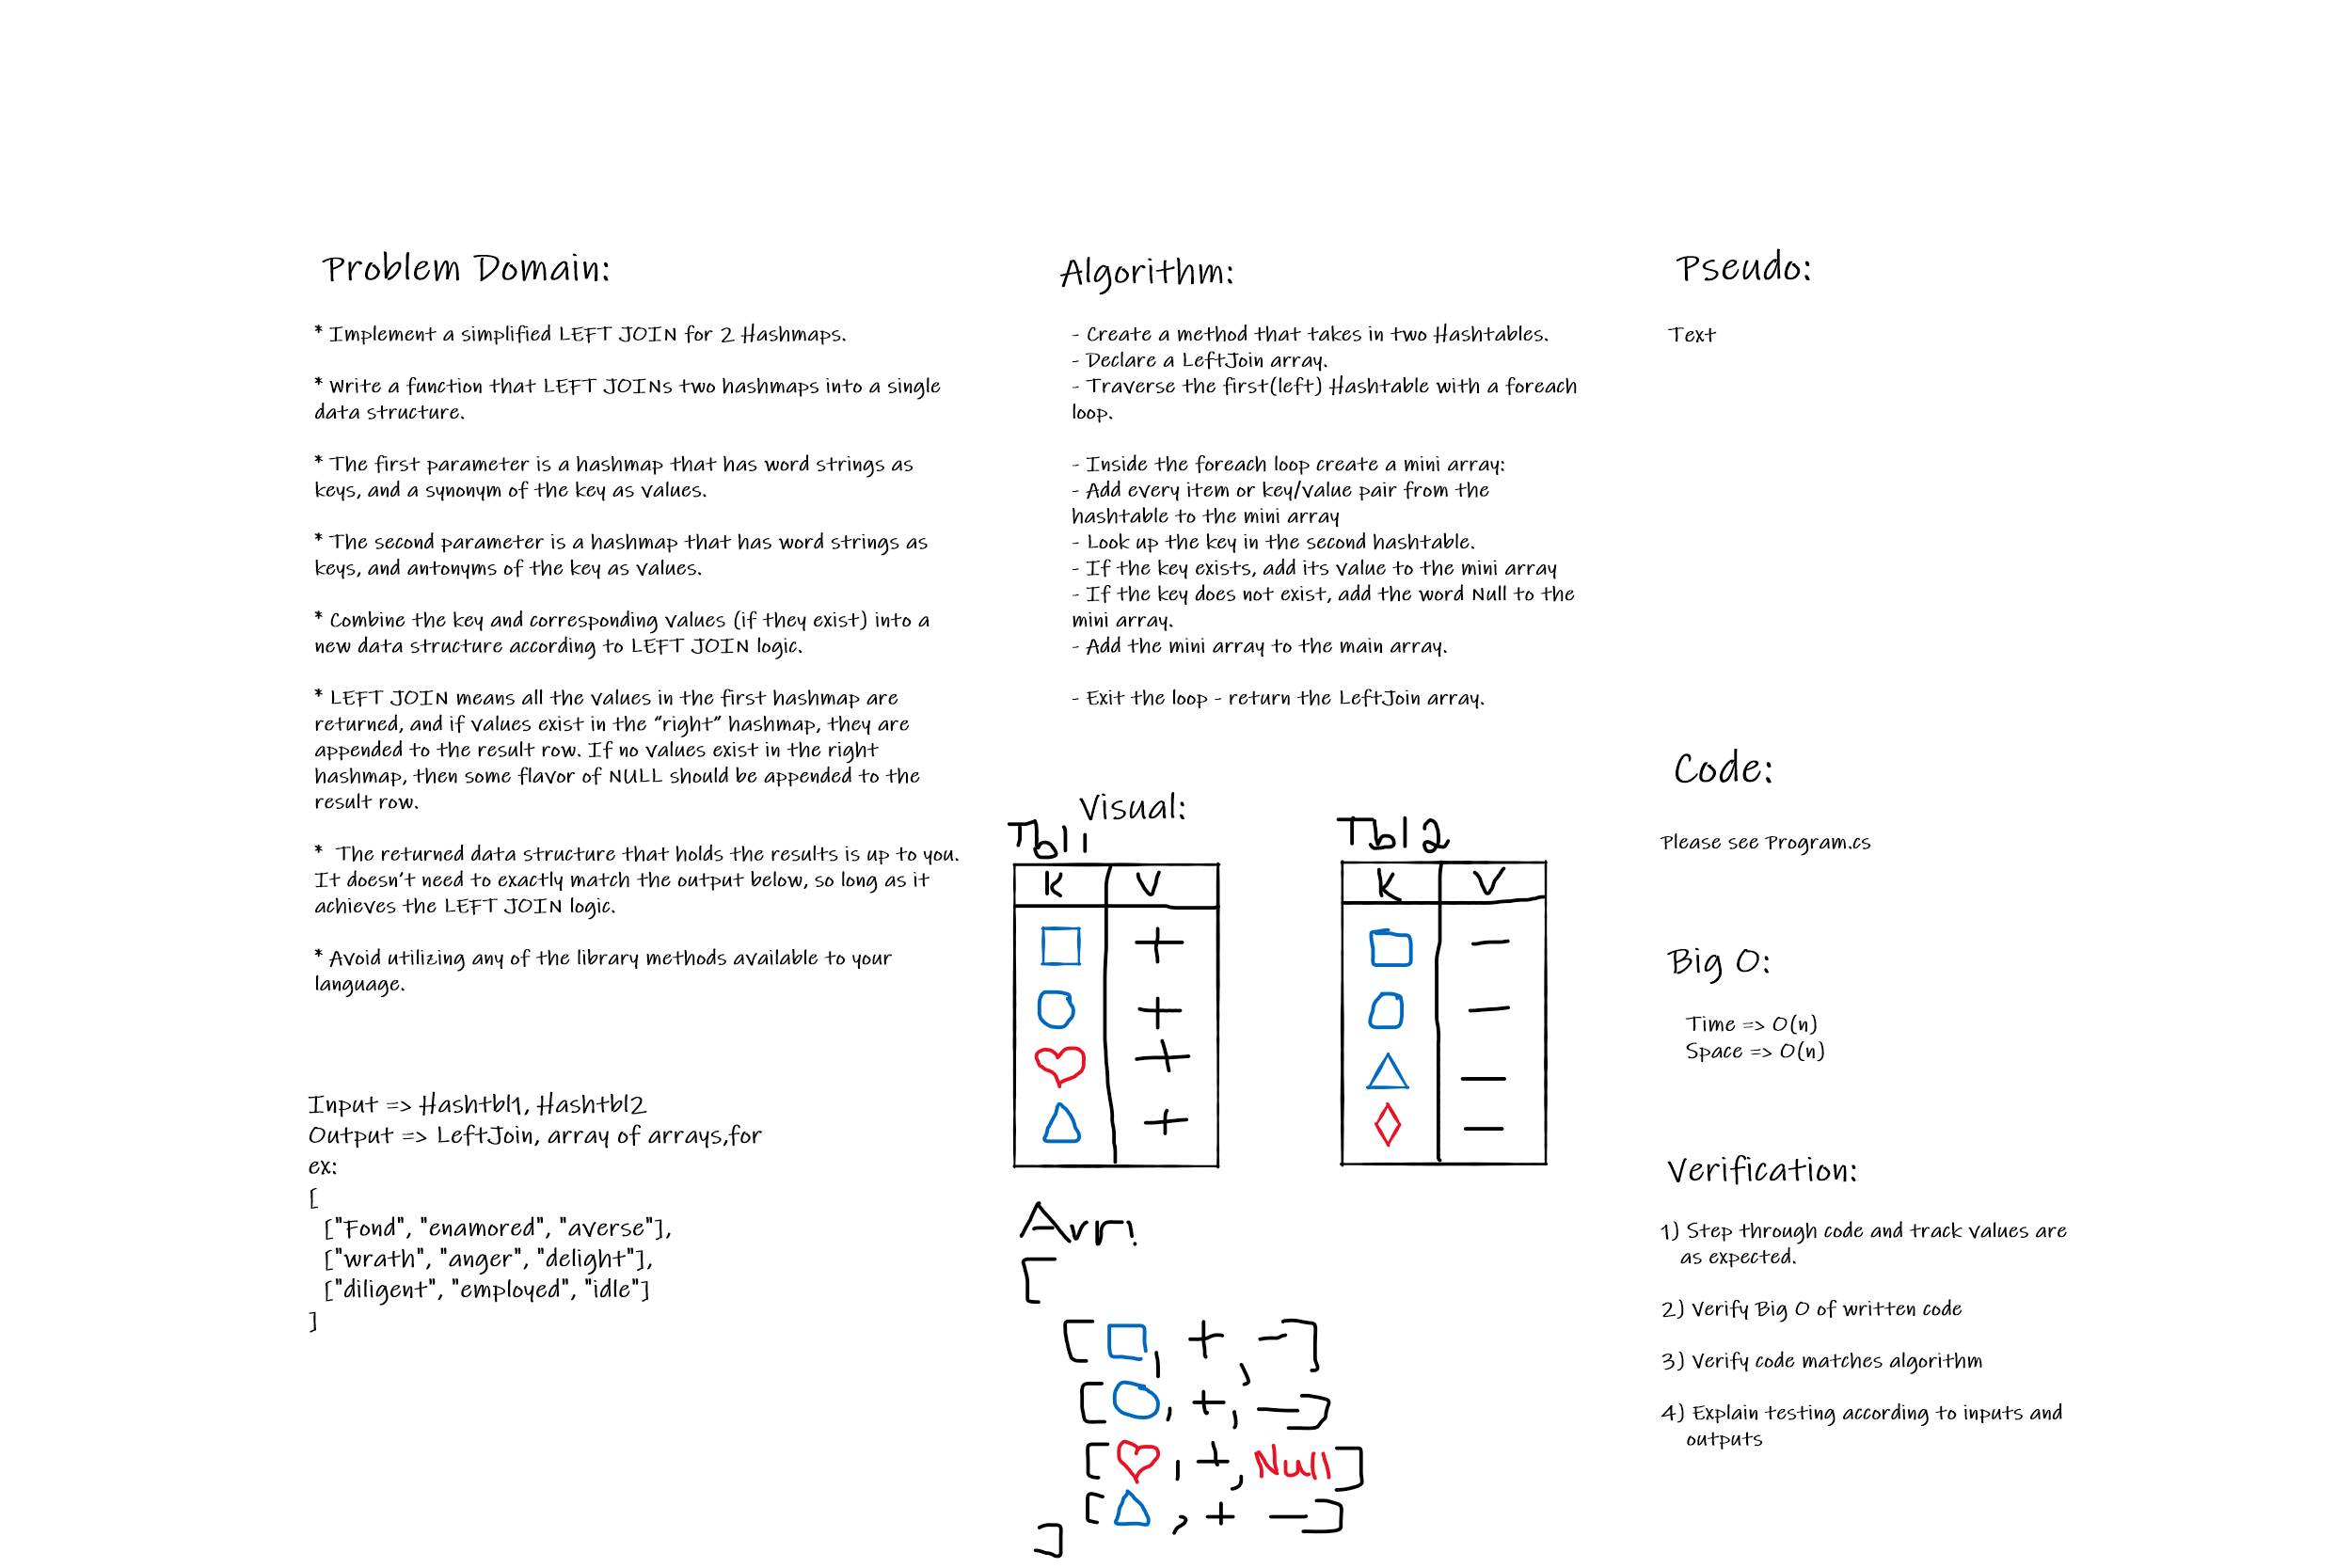 Problem Domain:
* Implement a simplified LEFT JOIN for 2 Hashmaps.
* Write a function that LEFT JOINs two hashmaps into a single
data structure.
* The first parameter is a hashmap that has word strings as
keys, and a synonym of the key as values.
* The second parameter is a hashmap that has word strings as
keys, and antonyms of the key as values.
* Combine the key and corresponding values (if they exist) into a
new data structure according to LEFT JOIN logic.
* LEFT JOIN means all the values in the first hashmap are
returned, and if values exist in the “right” hashmap, they are
appended to the result row. If no values exist in the right
hashmap, then some flavor of NULL should be appended to the
result row.
*  The returned data structure that holds the results is up to you.
It doesn’t need to exactly match the output below, so long as it
achieves the LEFT JOIN logic.
* Avoid utilizing any of the library methods available to your
language.
Input => Hashtbl1, Hashtbl2
Output => LeftJoin, array of arrays,for
ex:
[
["Fond", "enamored", "averse"],
["wrath", "anger", "delight"],
["diligent", "employed", "idle"]
]
Algorithm:
- Create a method that takes in two Hashtables.
- Declare a LeftJoin array.
- Traverse the first(left) Hashtable with a foreach
loop.
- Inside the foreach loop create a mini array:
- Add every item or key/value pair from the
hashtable to the mini array
- Look up the key in the second hashtable.
- If the key exists, add its value to the mini array
- If the key does not exist, add the word Null to the
mini array.
- Add the mini array to the main array.
- Exit the loop - return the LeftJoin array.
Visual:
Tbl1
K V
+
+
+
+
Tbl2
K V
-
-
-
-
Arr:
[
[ , + , -]
[ , +, -]
[ , +, Null]
[ , + -]
]
Pseudo:
Text
Code:
Please see Program.cs
Big O:
Time => O(n)
Space => O(n)
Verification:
1) Step through code and track values are
as expected.
2) Verify Big O of written code
3) Verify code matches algorithm
4) Explain testing according to inputs and
outputs